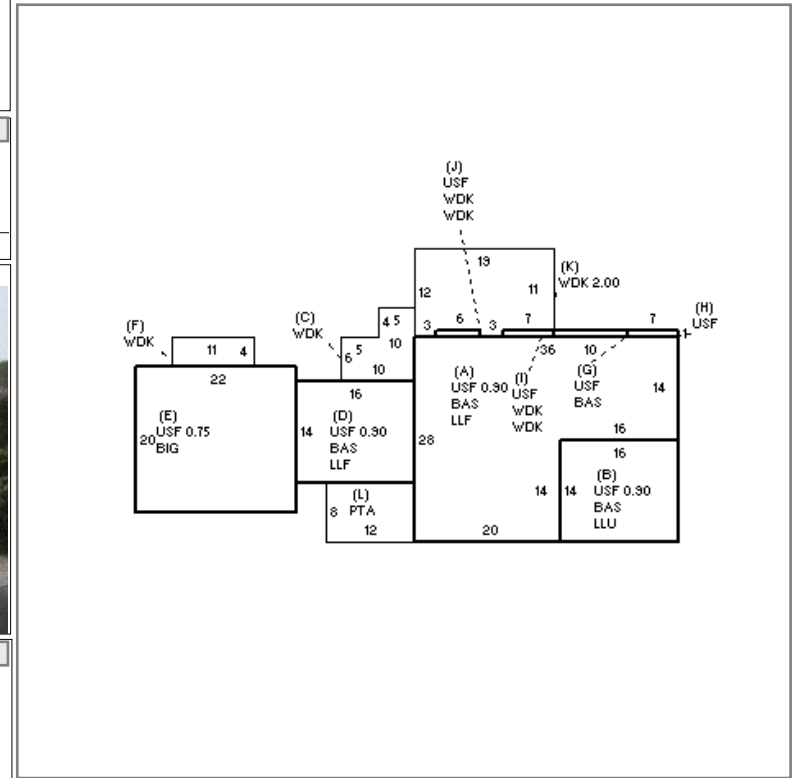 (J)
USF
WDK
WDK
19
(K)
WDK 2.00
12
11
(H)
USF
(C)
WDK
4 5
3
6
3
7
7
1
(F)
WDK
11
4
6 5
10
36
10
10
22
(A)
USF 0.90
BAS
LLF
(I)
USF
WDK
WDK
(G)
USF
BAS
14
16
(E)
USF 0.75
BIG
20
14
(D)
USF 0.90
BAS
LLF
28
16
16
(B)
USF 0.90
BAS
LLU
14
14
(L)
PTA
8
12
20